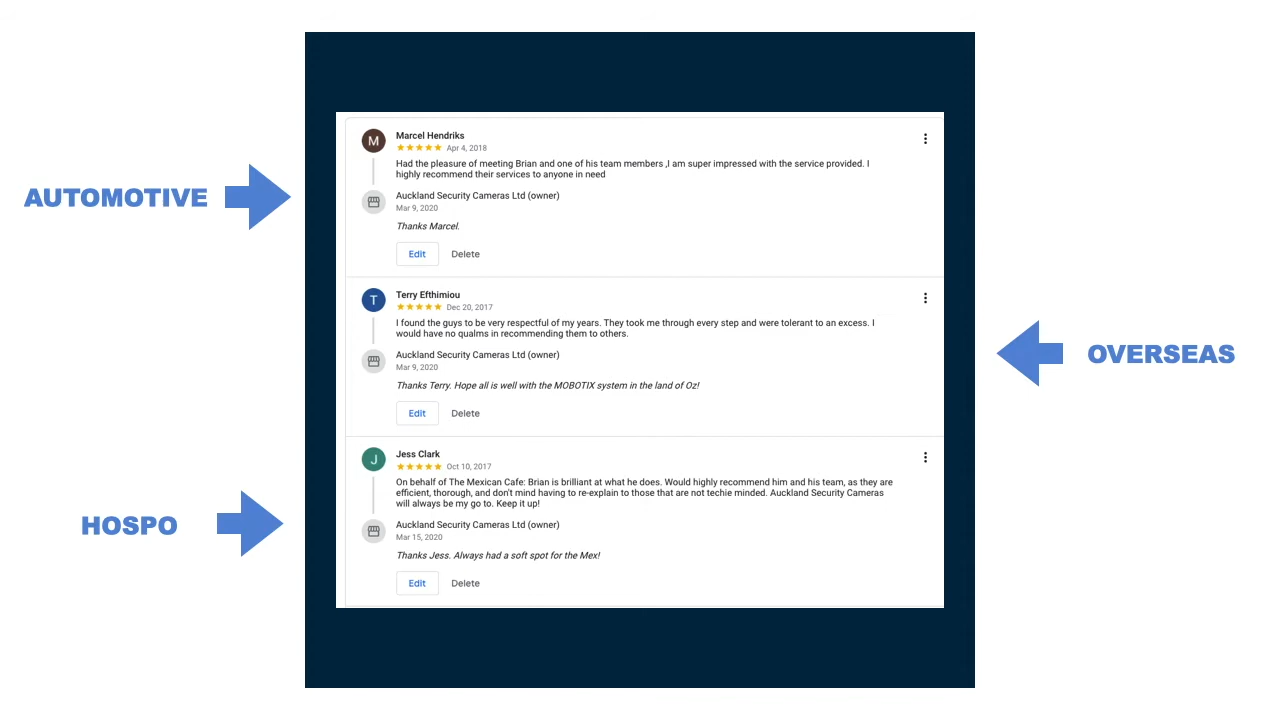 M
Marcel Hendriks
Apr 4, 2018
Had the pleasure of meeting Brian and one of his team members ,I am super impressed with the service provided. I
highly recommend their services to anyone in need
AUTOMOTIVE
Auckland Security Cameras Ltd (owner)
Mar 9, 2020
Thanks Marcel.
Edit Delete
T
Terry Efthimiou
Dec 20, 2017
I found the guys to be very respectful of my years. They took me through every step and were tolerant to an excess. I
would have no qualms in recommending them to others.
OVERSEAS
Auckland Security Cameras Ltd (owner)
Mar 9, 2020
Thanks Terry. Hope all is well with the MOBOTIX system in the land of Oz!
Edit Delete
J
Jess Clark
Oct 10, 2017
On behalf of The Mexican Cafe: Brian is brilliant at what he does. Would highly recommend him and his team, as they are
efficient, thorough, and don't mind having to re-explain to those that are not techie minded. Auckland Security Cameras
will always be my go to. Keep it up!
HOSPO
Auckland Security Cameras Ltd (owner)
Mar 15, 2020
Thanks Jess. Always had a soft spot for the Mex!
Edit Delete